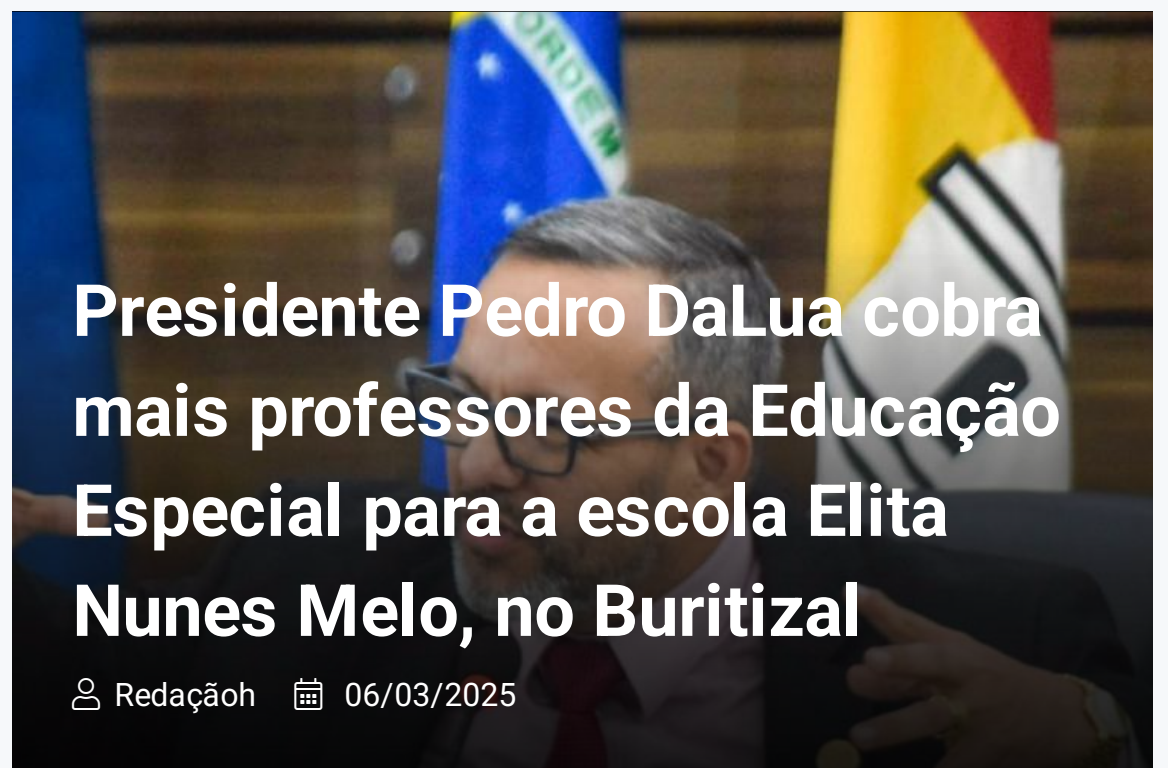 ORDEM
Presidente Pedro DaLua cobra
mais professores da Educação
Especial para a escola Elita
Nunes Melo, no Buritizal
Redaçãoh 06/03/2025